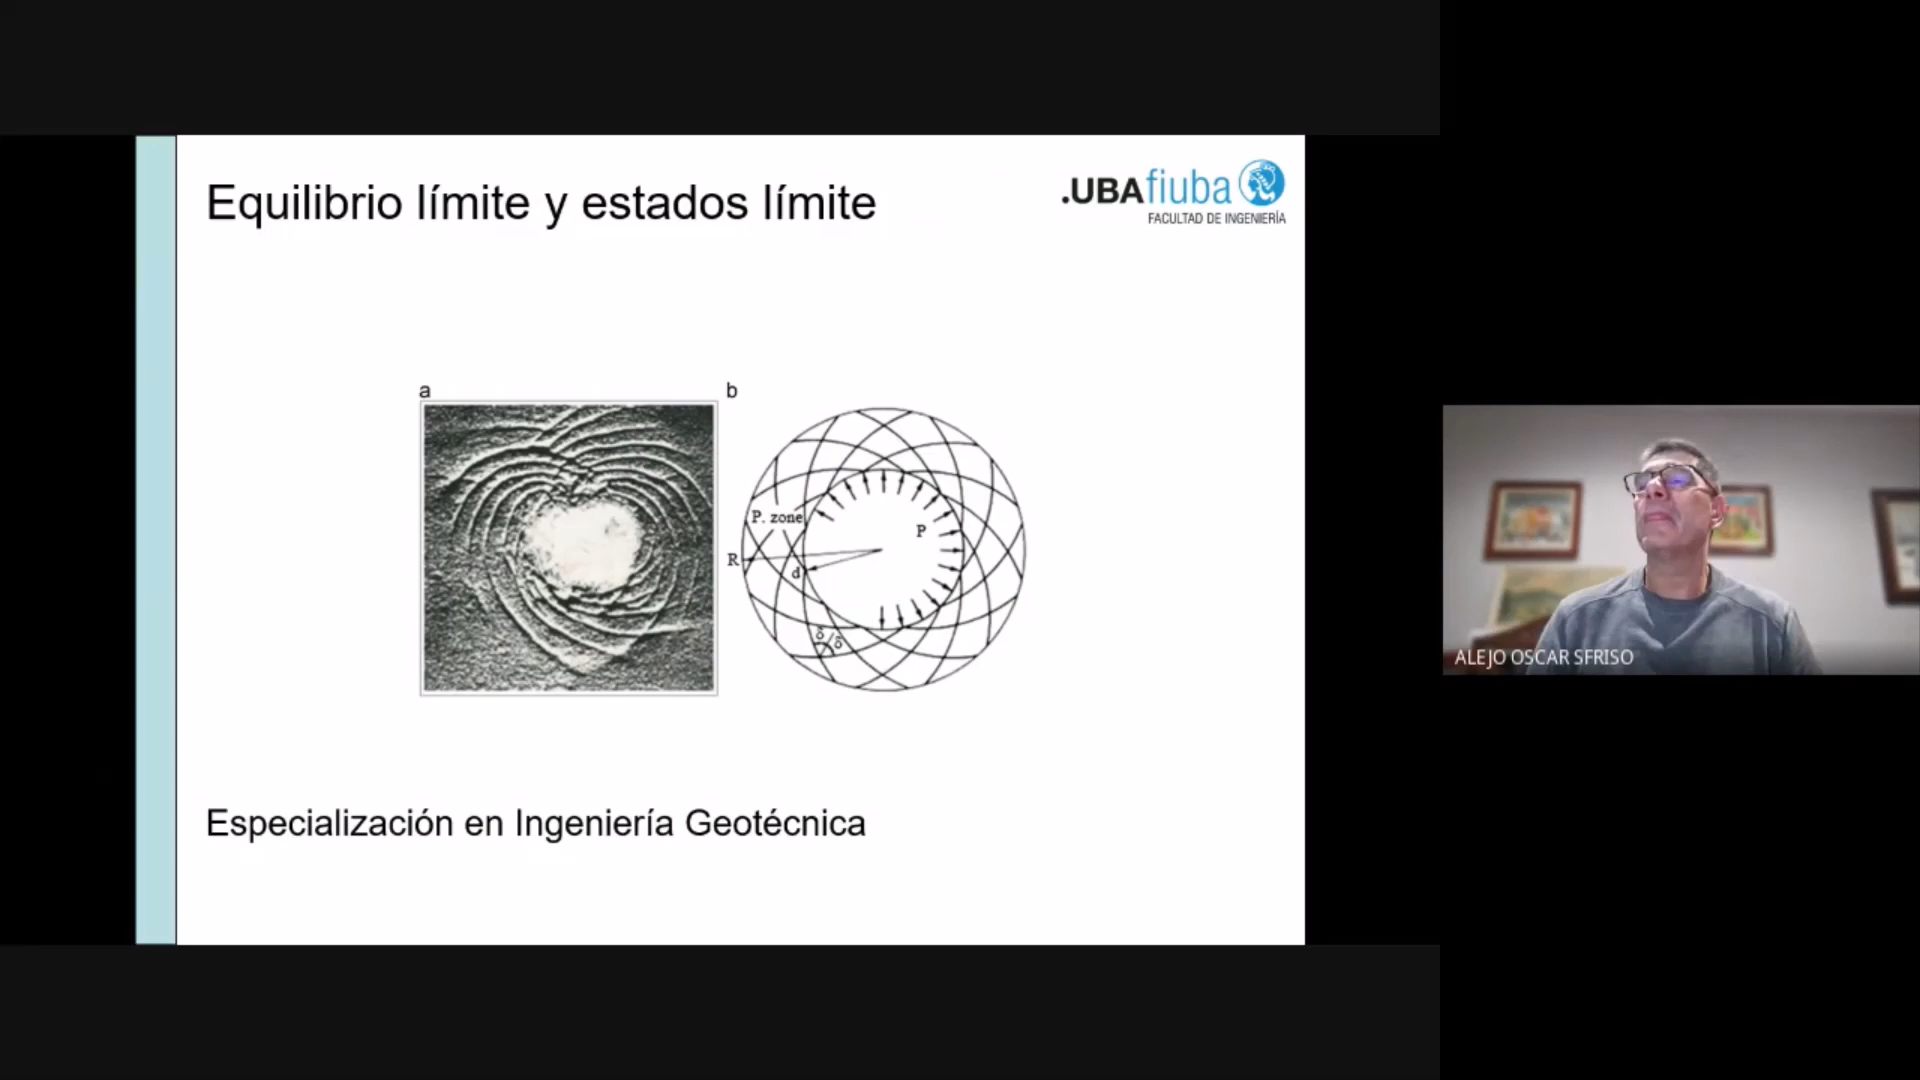 Equilibrio límite y estados límite
.UBAfiuba
FACULTAD DE INGENIERÍA
a
b
P. zone
P
R
d
δ/δ
Especialización en Ingeniería Geotécnica
ALEJO OSCAR SFRISO